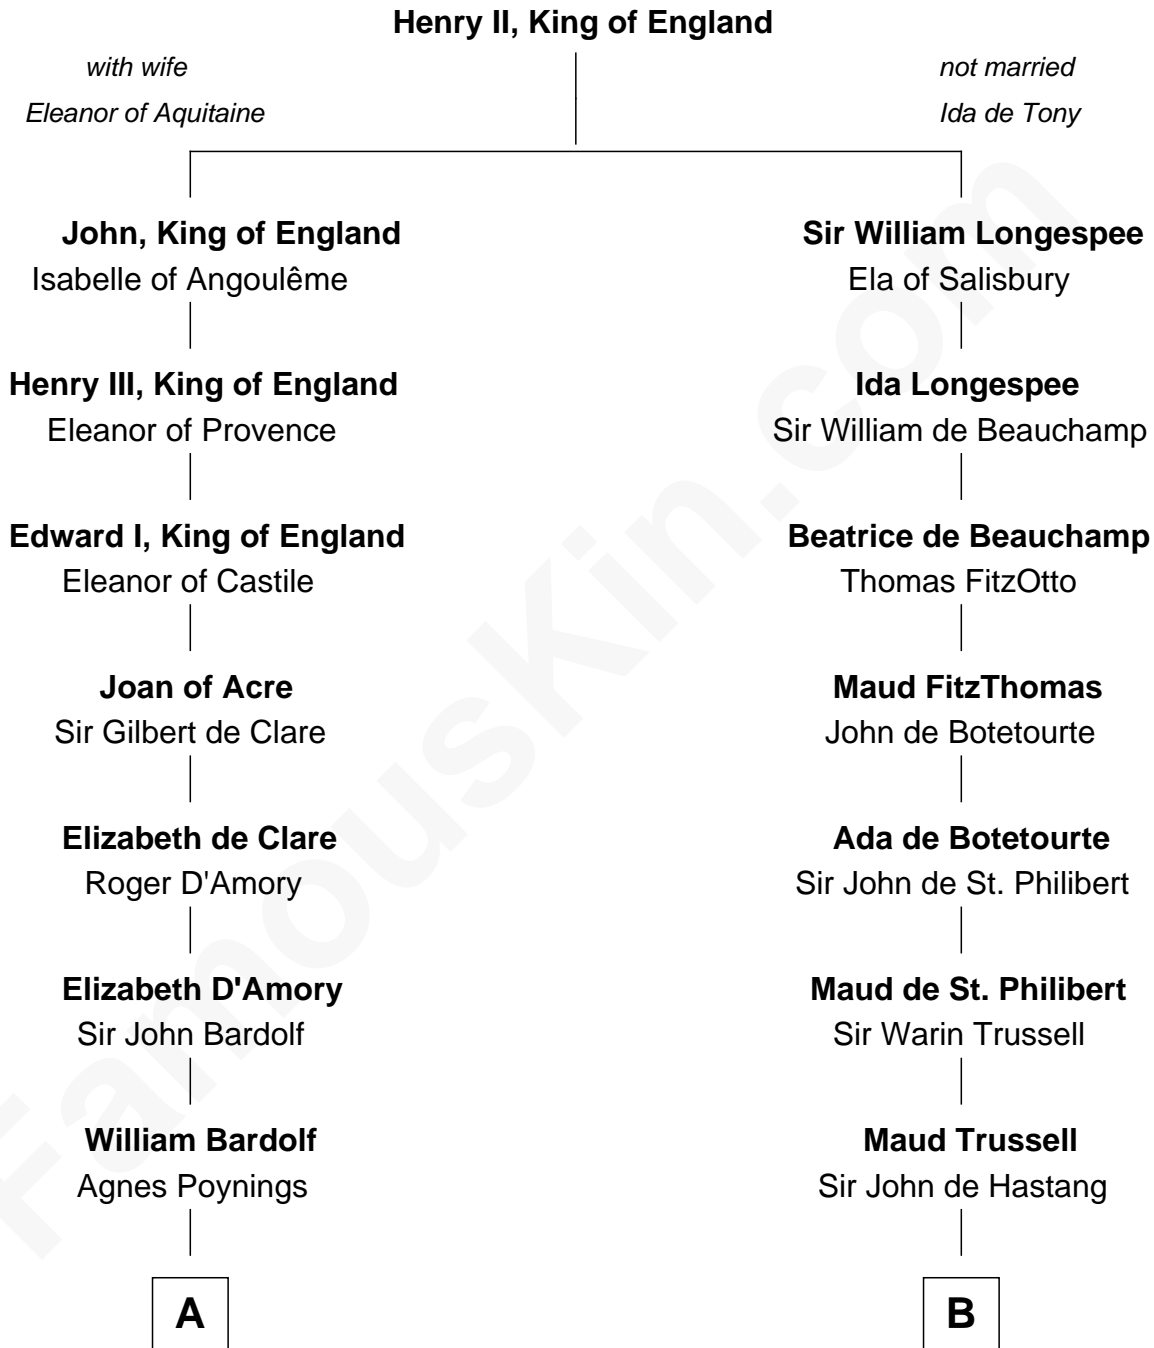 Henry II, King of England
with wife
Eleanor of Aquitaine
not married
Ida de Tony
John, King of England
Isabelle of Angoulême
Sir William Longespee
Ela of Salisbury
Henry III, King of England
Eleanor of Provence
Ida Longespee
Sir William de Beauchamp
Edward I, King of England
Eleanor of Castile
Beatrice de Beauchamp
Thomas FitzOtto
Joan of Acre
Sir Gilbert de Clare
Maud FitzThomas
John de Botetourte
Elizabeth de Clare
Roger D'Amory
Ada de Botetourte
Sir John de St. Philibert
Elizabeth D'Amory
Sir John Bardolf
Maud de St. Philibert
Sir Warin Trussell
William Bardolf
Agnes Poynings
Maud Trussell
Sir John de Hastang
A
B
FamousKin.com